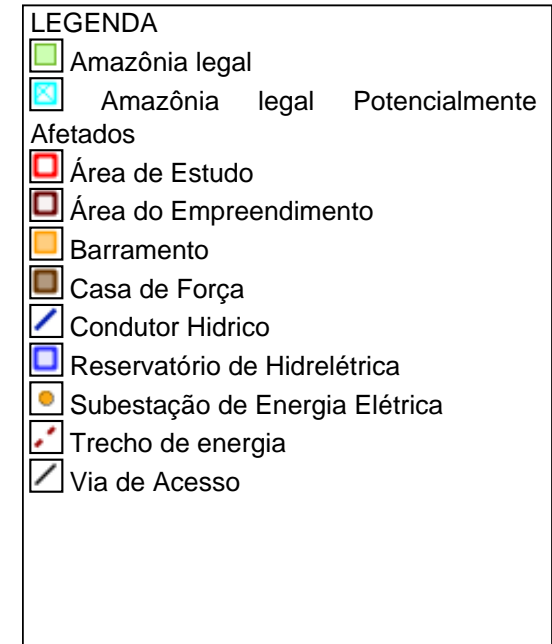 LEGENDA
Amazônia legal
Amazônia legal Potencialmente
Afetados
Área de Estudo
Área do Empreendimento
Barramento
Casa de Força
Condutor Hidrico
Reservatório de Hidrelétrica
Subestação de Energia Elétrica
Trecho de energia
Via de Acesso